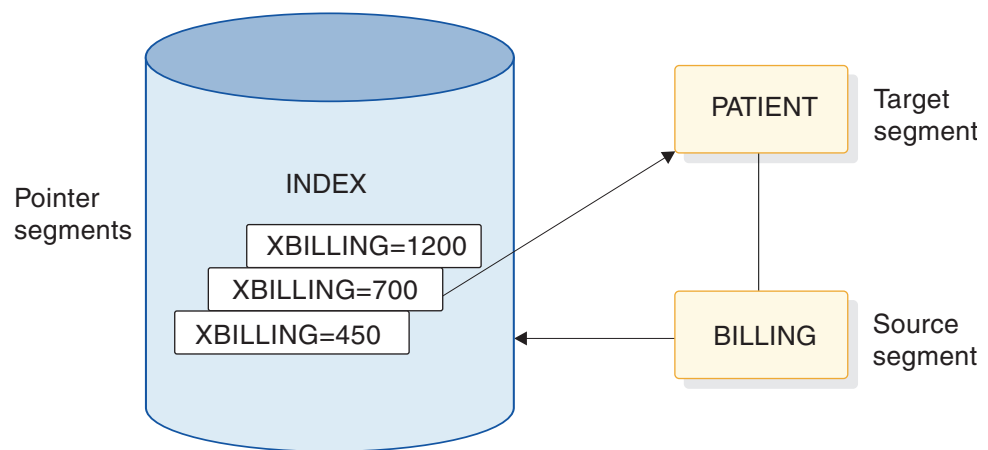 Pointer
segments
INDEX
XBILLING=1200
XBILLING=700
XBILLING=450
PATIENT
Target
segment
BILLING
Source
segment